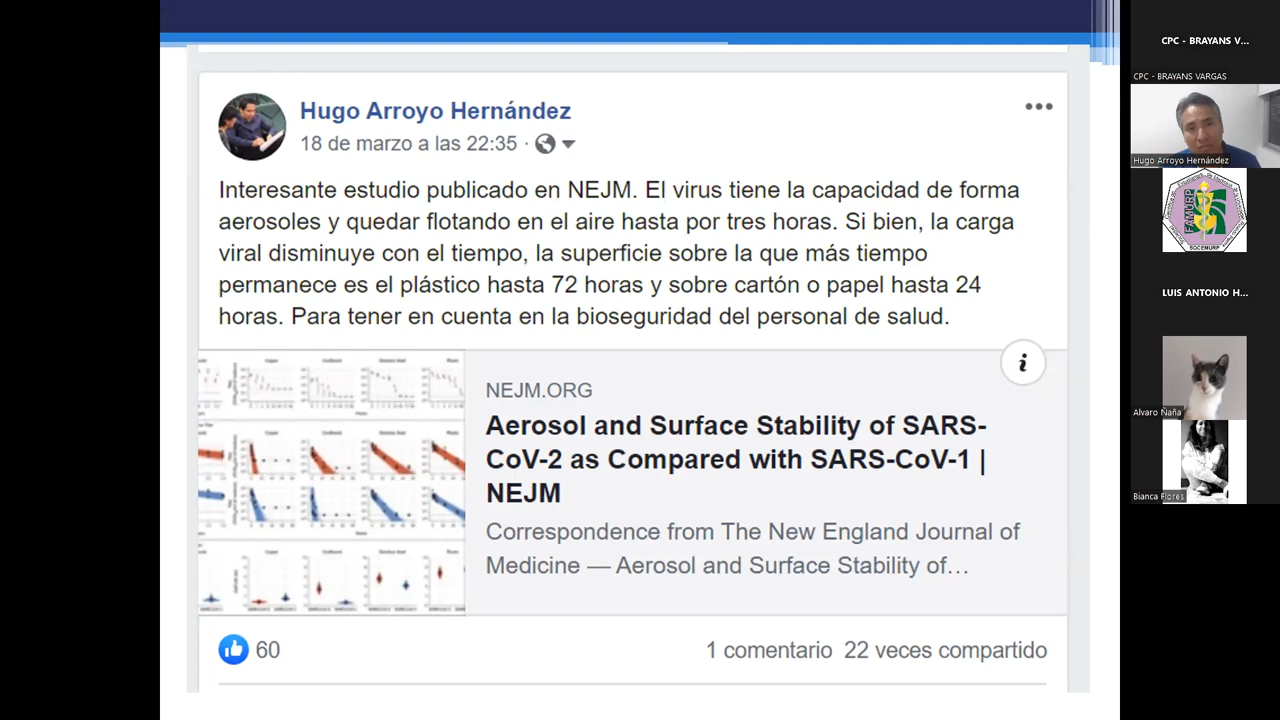 Hugo Arroyo Hernández
18 de marzo a las 22:35 ·
Interesante estudio publicado en NEJM. El virus tiene la capacidad de forma
aerosoles y quedar flotando en el aire hasta por tres horas. Si bien, la carga
viral disminuye con el tiempo, la superficie sobre la que más tiempo
permanece es el plástico hasta 72 horas y sobre cartón o papel hasta 24
horas. Para tener en cuenta en la bioseguridad del personal de salud.
NEJM.ORG
Aerosol and Surface Stability of SARS-
CoV-2 as Compared with SARS-CoV-1 |
NEJM
Correspondence from The New England Journal of
Medicine — Aerosol and Surface Stability of…
60
1 comentario 22 veces compartido
CPC - BRAYANS V...
CPC - BRAYANS VARGAS
Hugo Arroyo Hernández
FAMURP
SOCEMURP
LUIS ANTONIO H...
Alvaro Ñaña
Bianca Flores